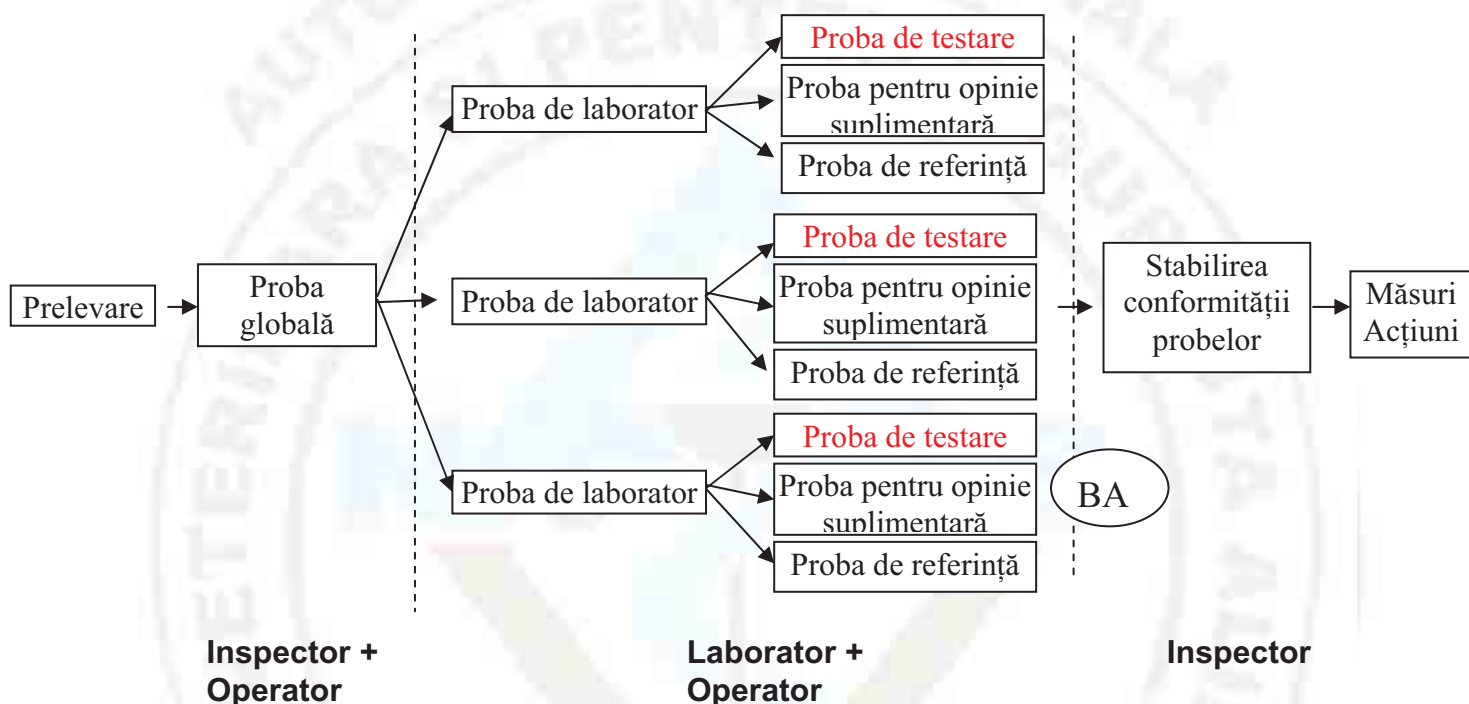 Prelevare
Proba
globală
Proba de laborator
Proba de testare
Proba pentru opinie
suplimentară
Proba de referință
Proba de laborator
Proba de testare
Proba pentru opinie
suplimentară
Proba de referință
Proba de laborator
Proba de testare
Proba pentru opinie
suplimentară
Proba de referință
BA
Stabilirea
conformității
probelor
Măsuri
Acțiuni
Inspector +
Operator
Laborator +
Operator
Inspector